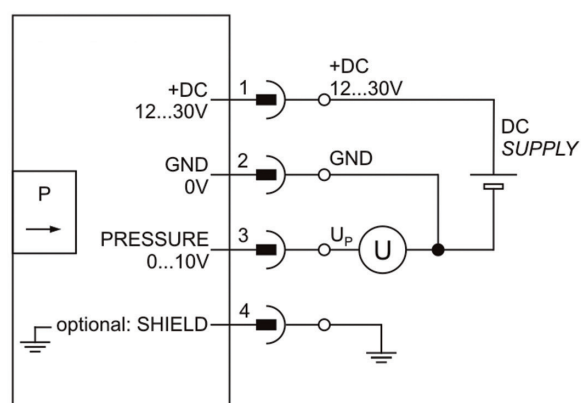 +DC
12...30V
1
+DC
12...30V
DC
SUPPLY
GND
0V
2
GND
P
PRESSURE
0...10V
3
UP
U
optional: SHIELD
4